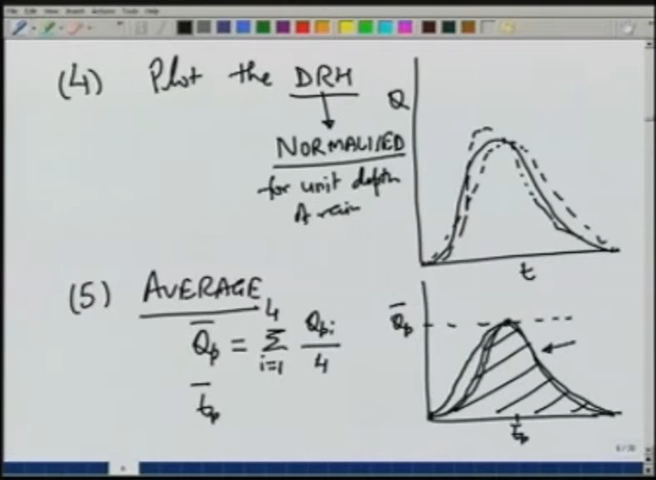 (4) Plot the DRH
NORMALISED
for unit depth
of rain
Q
t
(5) AVERAGE
Q̄p = 4 Σ i=1 Qpi / 4
t̄p
Q̄p
t̄p